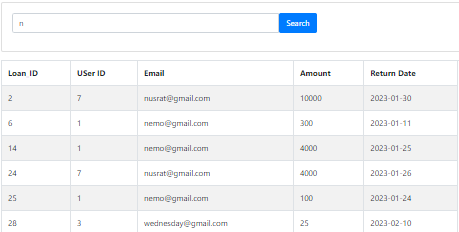 n Search
Loan_ID USer ID Email Amount Return Date
2 7 nusrat@gmail.com 10000 2023-01-30
6 1 nemo@gmail.com 300 2023-01-11
14 1 nemo@gmail.com 4000 2023-01-25
24 7 nusrat@gmail.com 4000 2023-01-26
25 1 nemo@gmail.com 100 2023-01-24
28 3 wednesday@gmail.com 25 2023-02-10